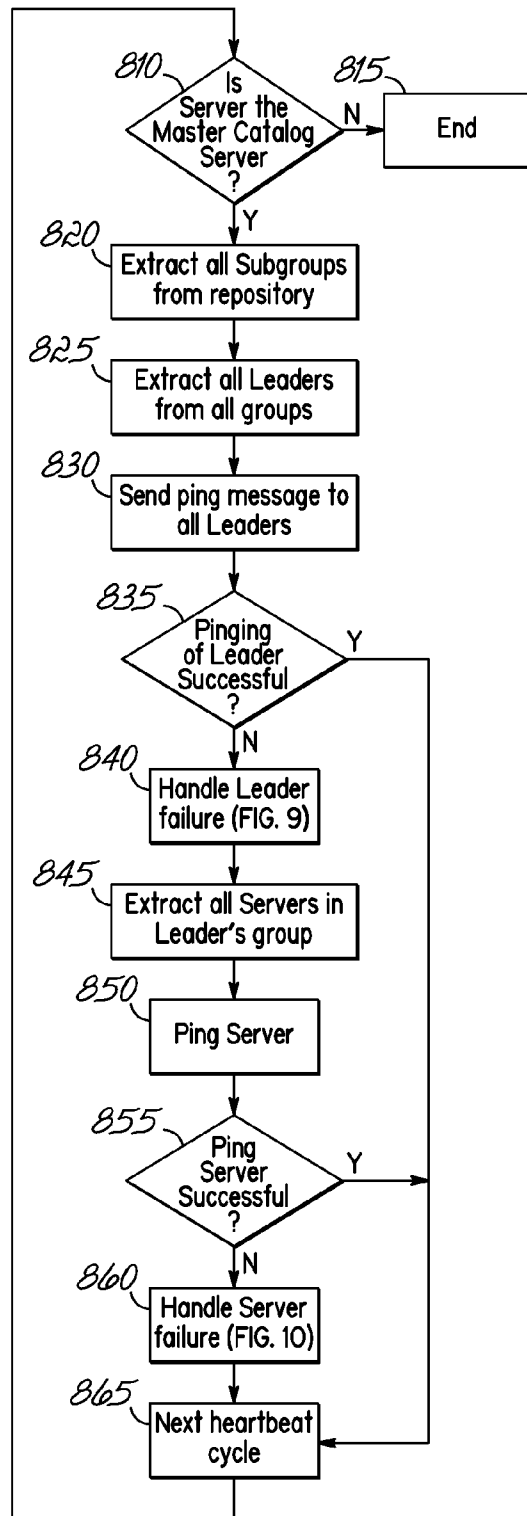 810
Is
Server the
Master Catalog
Server
?
N
815
End
Y
820
Extract all Subgroups
from repository
825
Extract all Leaders
from all groups
830
Send ping message to
all Leaders
835
Pinging
of Leader
Successful
?
Y
N
840
Handle Leader
failure (FIG. 9)
845
Extract all Servers in
Leader's group
850
Ping Server
855
Ping
Server
Successful
?
Y
N
860
Handle Server
failure (FIG. 10)
865
Next heartbeat
cycle